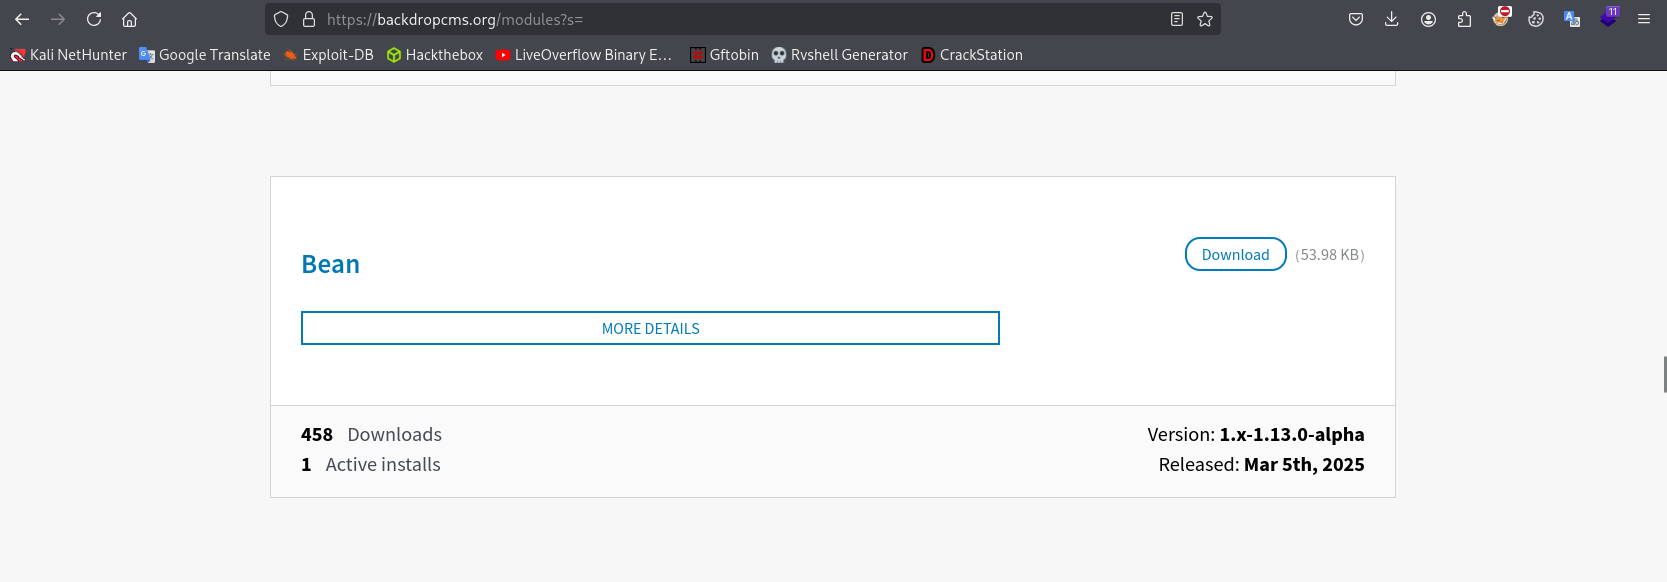 https://backdropcms.org/modules?s=
11
Kali NetHunter Google Translate Exploit-DB Hackthebox LiveOverflow Binary E… Gftobin Rvshell Generator CrackStation
Bean
Download (53.98 KB)
MORE DETAILS
458 Downloads
Version: 1.x-1.13.0-alpha
1 Active installs
Released: Mar 5th, 2025